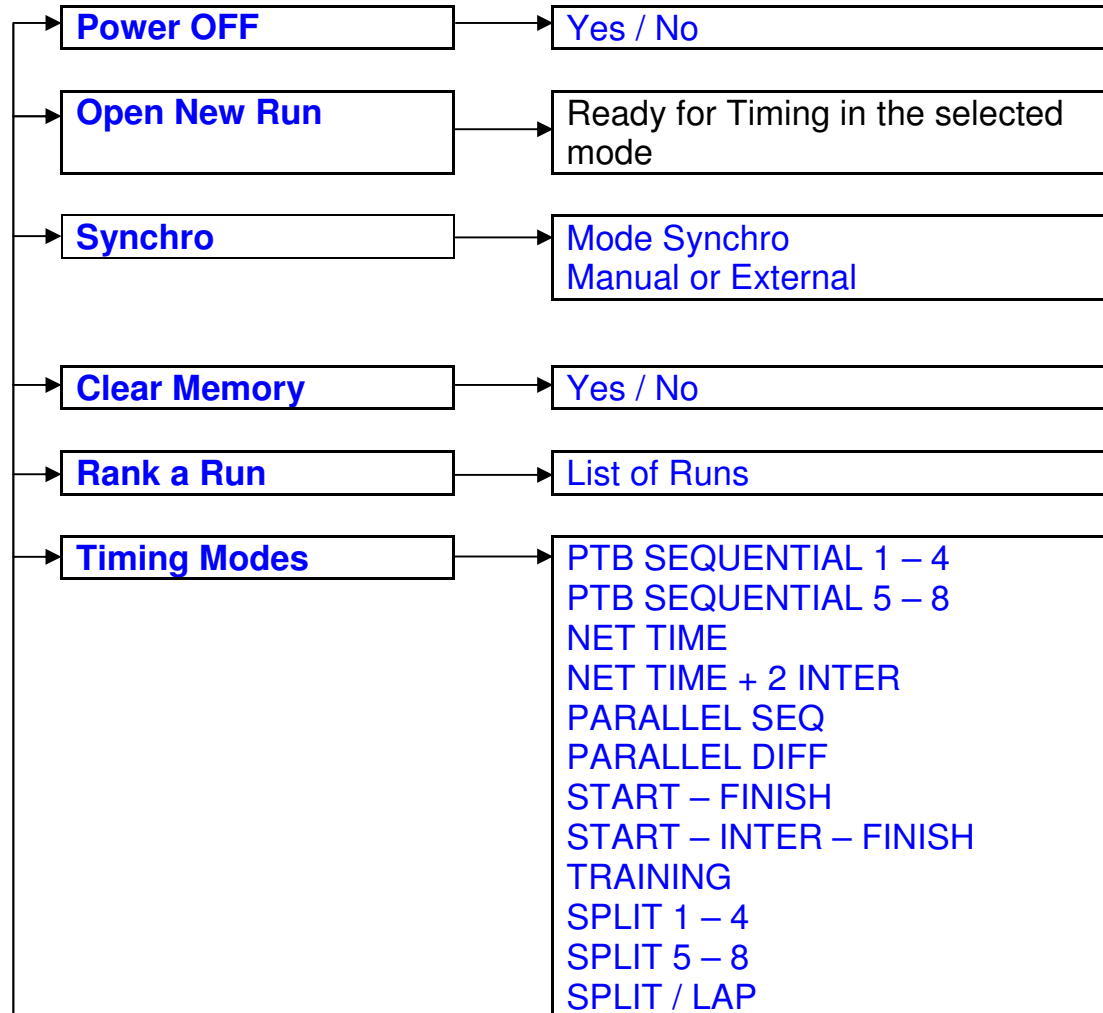 Power OFF
Yes / No
Open New Run
Ready for Timing in the selected
mode
Synchro
Mode Synchro
Manual or External
Clear Memory
Yes / No
Rank a Run
List of Runs
Timing Modes
PTB SEQUENTIAL 1 – 4
PTB SEQUENTIAL 5 – 8
NET TIME
NET TIME + 2 INTER
PARALLEL SEQ
PARALLEL DIFF
START – FINISH
START – INTER – FINISH
TRAINING
SPLIT 1 – 4
SPLIT 5 – 8
SPLIT / LAP